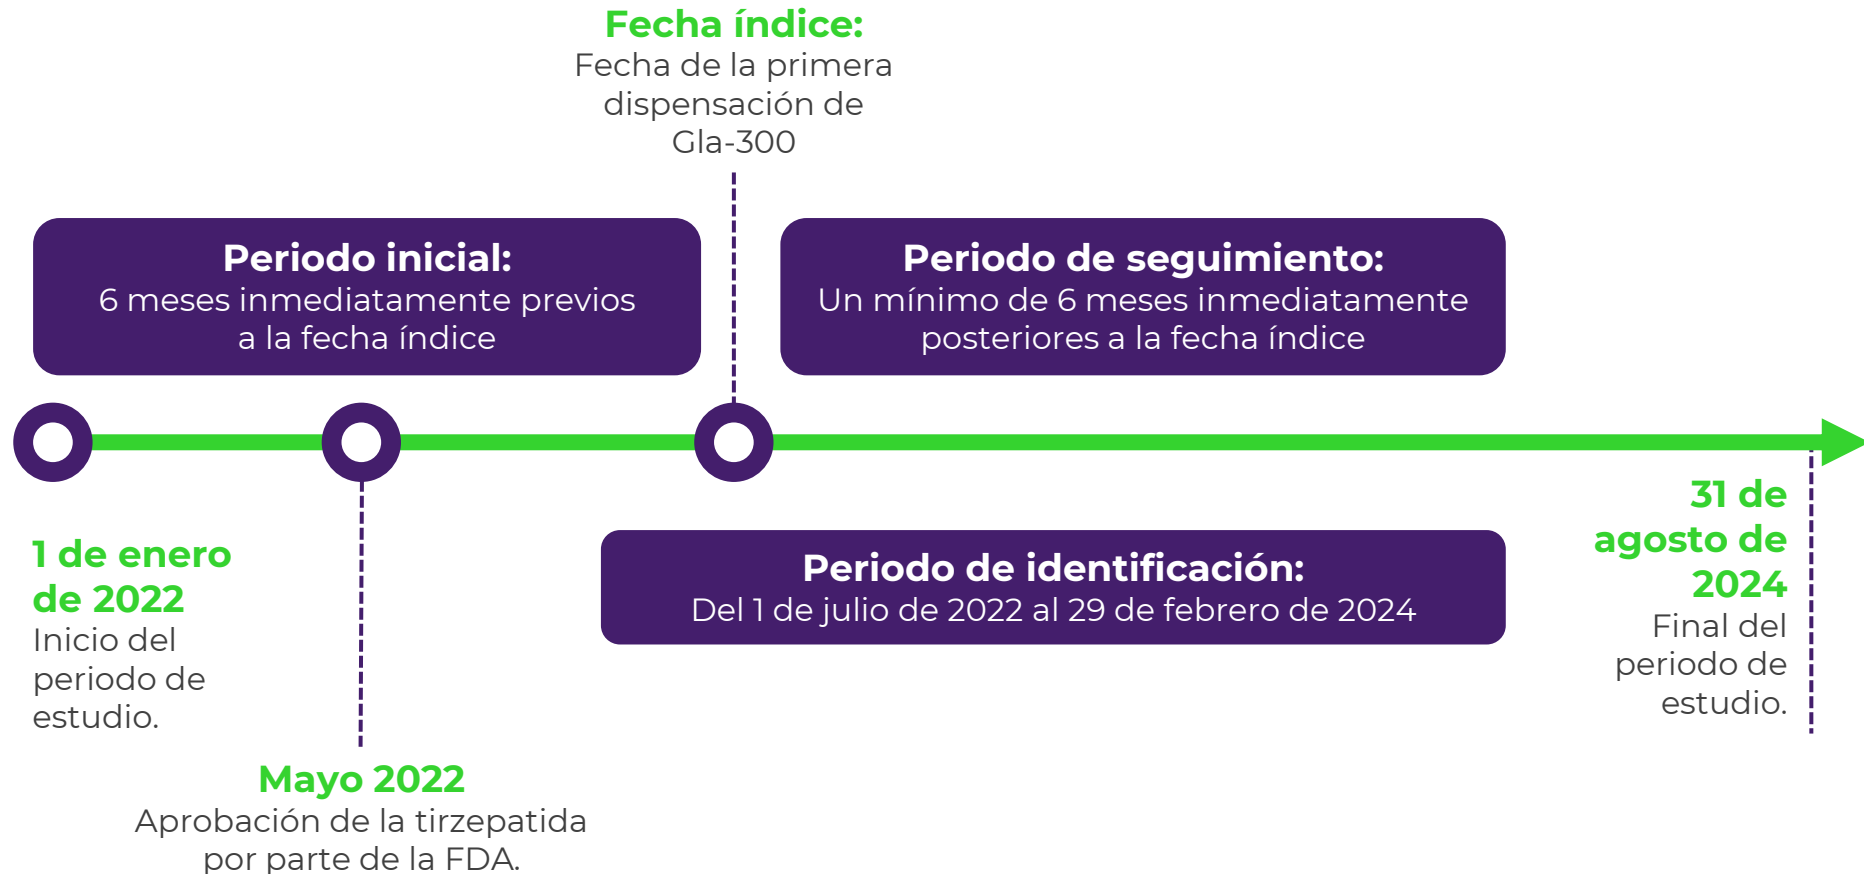 Fecha índice:
Fecha de la primera
dispensación de
Gla-300
Periodo inicial:
6 meses inmediatamente previos
a la fecha índice
Periodo de seguimiento:
Un mínimo de 6 meses inmediatamente
posteriores a la fecha índice
1 de enero
de 2022
Inicio del
periodo de
estudio.
Mayo 2022
Aprobación de la tirzepatida
por parte de la FDA.
Periodo de identificación:
Del 1 de julio de 2022 al 29 de febrero de 2024
31 de
agosto de
2024
Final del
periodo de
estudio.